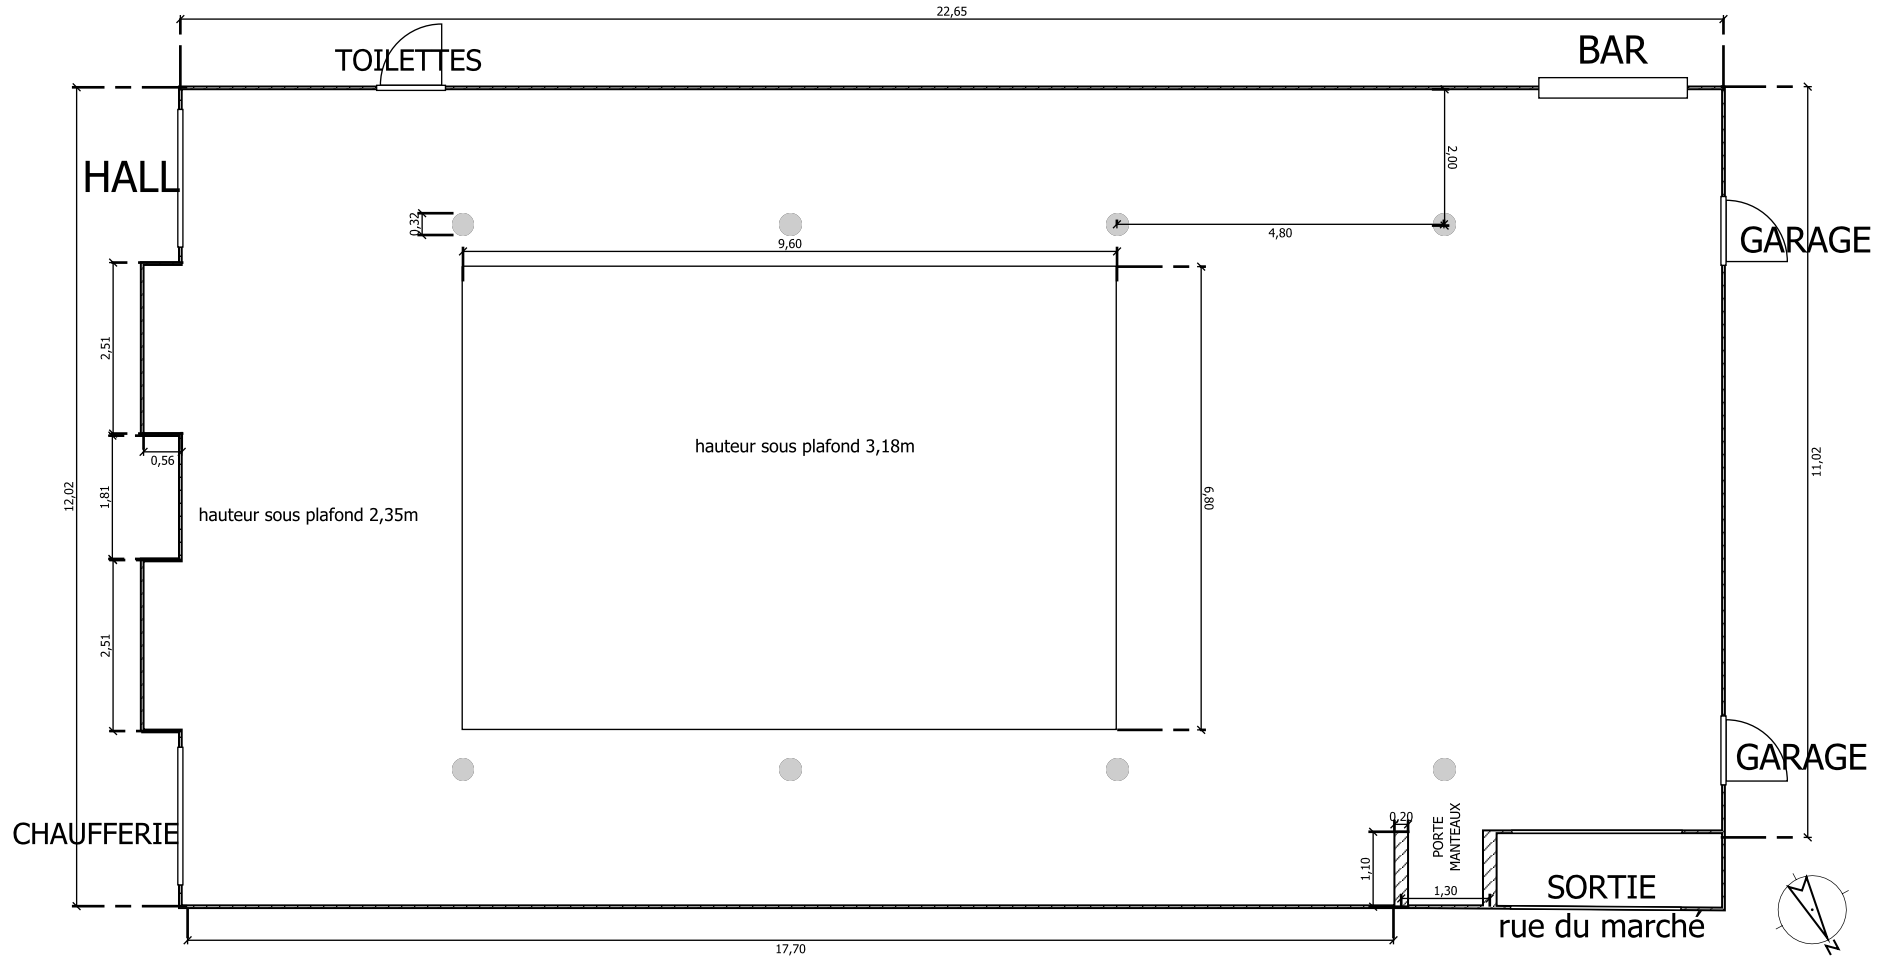 22,65
TOILETTES
BAR
HALL
2,00
0,32
4,80
9,60
GARAGE
2,51
hauteur sous plafond 3,18m
0,56
11,02
12,02
1,81
6,80
hauteur sous plafond 2,35m
2,51
GARAGE
CHAUFFERIE
0,20
PORTE
MANTEAUX
1,10
1,30
SORTIE
rue du marché
17,70
N